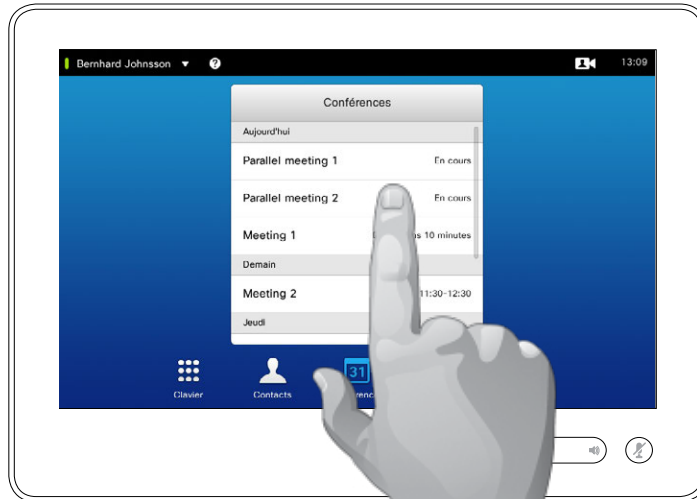 Bernhard Johnsson 13:09
Conférences
Aujourd'hui
Parallel meeting 1 En cours
Parallel meeting 2 En cours
Meeting 1 10 minutes
Demain
Meeting 2 11:30-12:30
Jeudi
31
Clavier Contacts